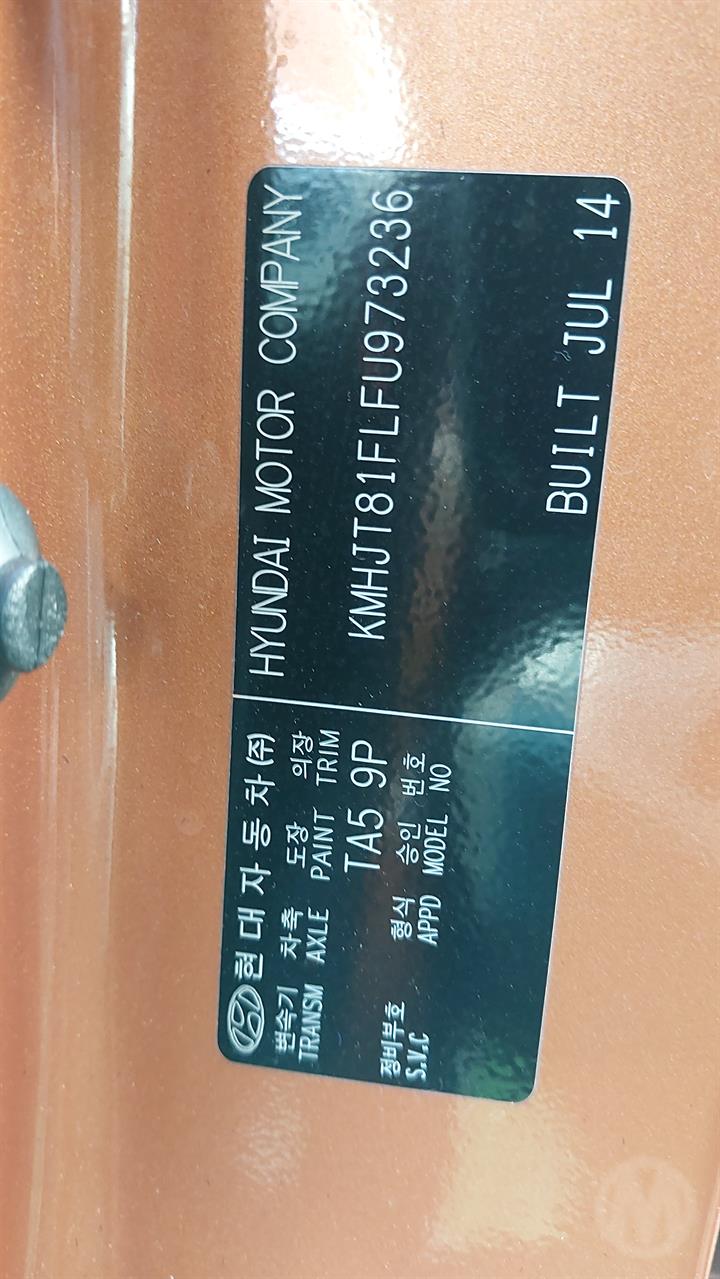 현대자동차(주)
변속기 차축 도장 의장
TRANSM AXLE PAINT TRIM
TA5 9P
정비부호 형식 승인 번호
S.V.C APPD MODEL NO
HYUNDAI MOTOR COMPANY
KMHJT81FLFU973236
BUILT JUL 14
M